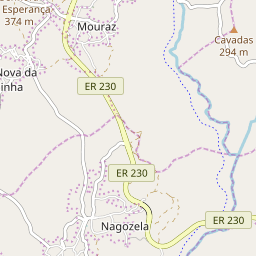 Esperança
374 m
Mouraz
Cavadas
294 m
Nova da
inha
ER 230
ER 230
ER 230
Nagozela